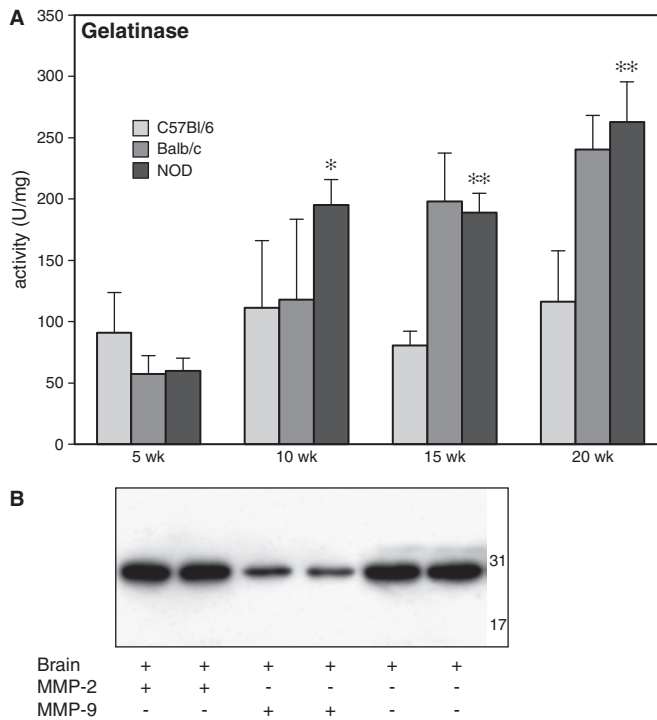 A
Gelatinase
350
300
250
200
150
100
50
0
activity (U/mg)
C57Bl/6
Balb/c
NOD
*
**
**
5 wk 10 wk 15 wk 20 wk
B
31
17
Brain + + + + + +
MMP-2 + + - - - -
MMP-9 - - + + - -